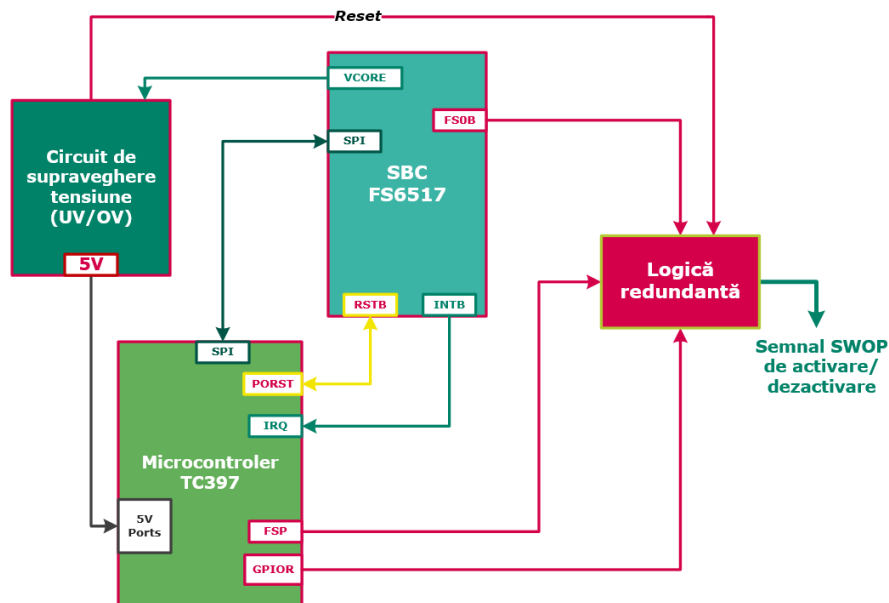 Reset
VCORE
FS0B
SPI
SBC
FS6517
Circuit de
supraveghere
tensiune
(UV/OV)
5V
Logică
redundantă
RSTB
INTB
Semnal SWOP
de activare/
dezactivare
SPI
PORST
IRQ
Microcontroler
TC397
5V
Ports
FSP
GPIOR